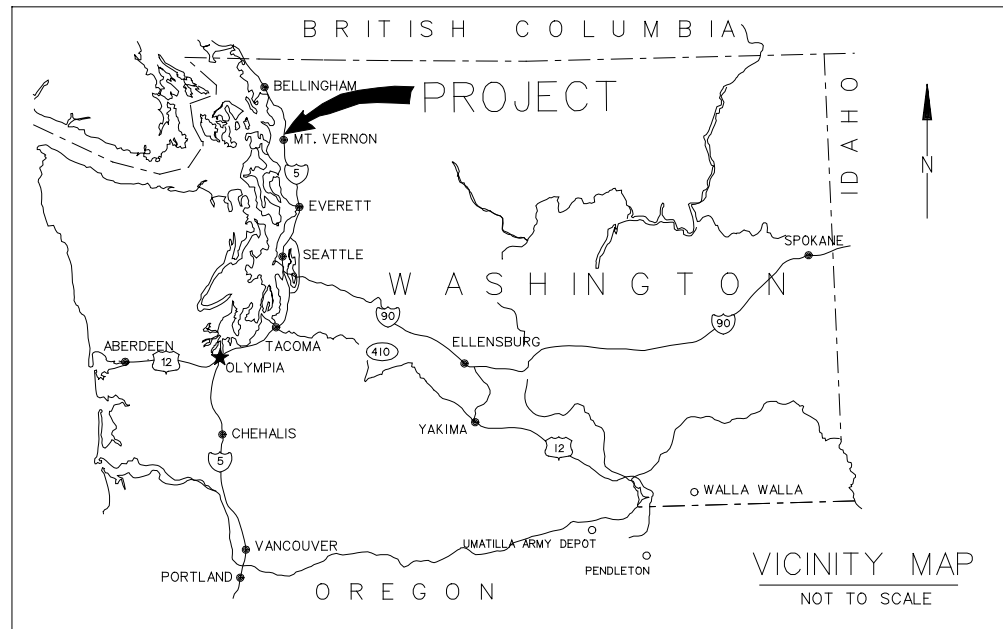 BRITISH COLUMBIA
BELLINGHAM
PROJECT
IDAHO
MT. VERNON
N
5
EVERETT
SPOKANE
SEATTLE
WASHINGTON
90
90
TACOMA
ELLENSBURG
ABERDEEN
12
410
OLYMPIA
CHEHALIS
YAKIMA
12
5
WALLA WALLA
UMATILLA ARMY DEPOT
VANCOUVER
PENDLETON
PORTLAND
OREGON
VICINITY MAP
NOT TO SCALE